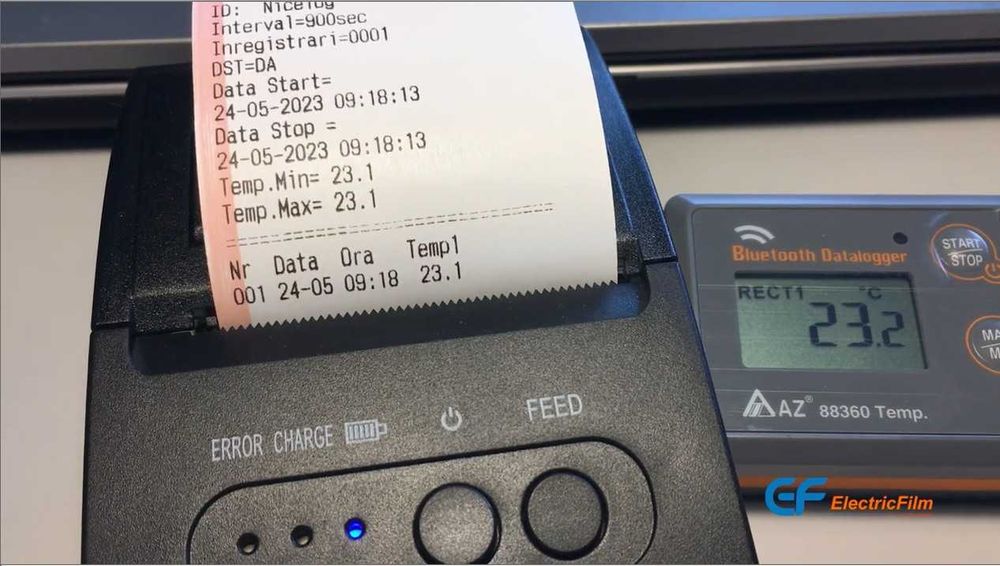 ID: Nicelog
Interval=900sec
Inregistrari=0001
DST=DA
Data Start=
24-05-2023 09:18:13
Data Stop =
24-05-2023 09:18:13
Temp.Min= 23.1
Temp.Max= 23.1
Nr Data Ora Temp1
001 24-05 09:18 23.1
ERROR CHARGE FEED
Bluetooth Datalogger
START
STOP
RECT1 °C
23.2
MA
M
AZ® 88360 Temp.
GF ElectricFilm